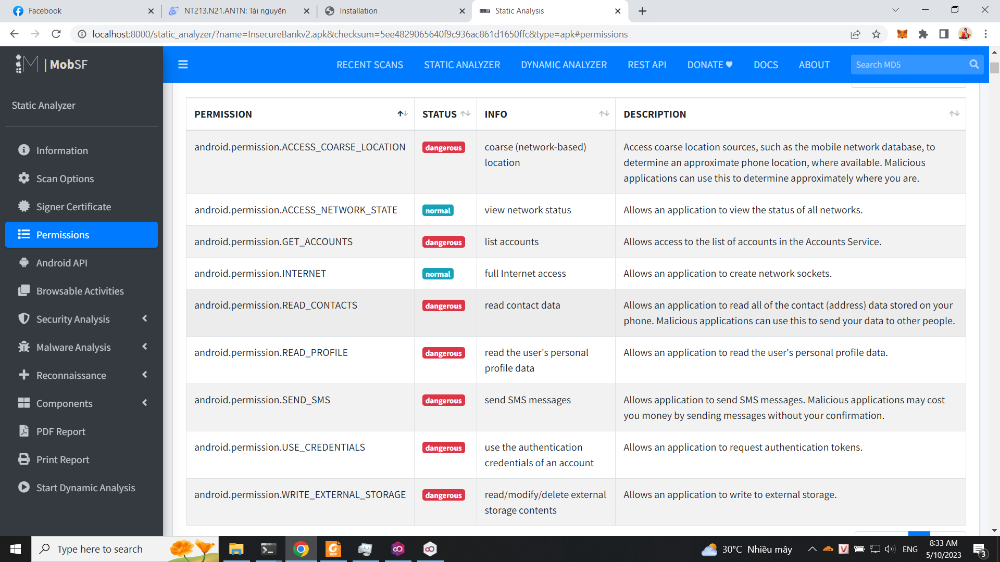 Facebook
NT213.N21.ANTN: Tài nguyên
Installation
Static Analysis
localhost:8000/static_analyzer/?name=InsecureBankv2.apk&checksum=5ee4829065640f9c936ac861d1650ffc&type=apk#permissions
M | MobSF
RECENT SCANS
STATIC ANALYZER
DYNAMIC ANALYZER
REST API
DONATE ♥
DOCS
ABOUT
Search MD5
Static Analyzer
Information
Scan Options
Signer Certificate
Permissions
Android API
Browsable Activities
Security Analysis
Malware Analysis
Reconnaissance
Components
PDF Report
Print Report
Start Dynamic Analysis
PERMISSION STATUS INFO DESCRIPTION
android.permission.ACCESS_COARSE_LOCATION dangerous coarse (network-based) Access coarse location sources, such as the mobile network database, to
location determine an approximate phone location, where available. Malicious
applications can use this to determine approximately where you are.
android.permission.ACCESS_NETWORK_STATE normal view network status Allows an application to view the status of all networks.
android.permission.GET_ACCOUNTS dangerous list accounts Allows access to the list of accounts in the Accounts Service.
android.permission.INTERNET normal full Internet access Allows an application to create network sockets.
android.permission.READ_CONTACTS dangerous read contact data Allows an application to read all of the contact (address) data stored on your
phone. Malicious applications can use this to send your data to other people.
android.permission.READ_PROFILE dangerous read the user's personal Allows an application to read the user's personal profile data.
profile data
android.permission.SEND_SMS dangerous send SMS messages Allows application to send SMS messages. Malicious applications may cost
you money by sending messages without your confirmation.
android.permission.USE_CREDENTIALS dangerous use the authentication Allows an application to request authentication tokens.
credentials of an account
android.permission.WRITE_EXTERNAL_STORAGE dangerous read/modify/delete external Allows an application to write to external storage.
storage contents
Type here to search
PDF
30°C Nhiều mây
V
ENG
8:33 AM
5/10/2023
3